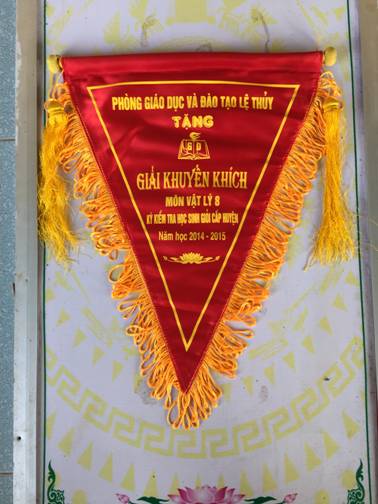 PHÒNG GIÁO DỤC VÀ ĐÀO TẠO LỆ THỦY
TẶNG
GIẢI KHUYẾN KHÍCH
MÔN VẬT LÝ 8
KỲ KIỂM TRA HỌC SINH GIỎI CẤP HUYỆN
Năm học 2014 - 2015